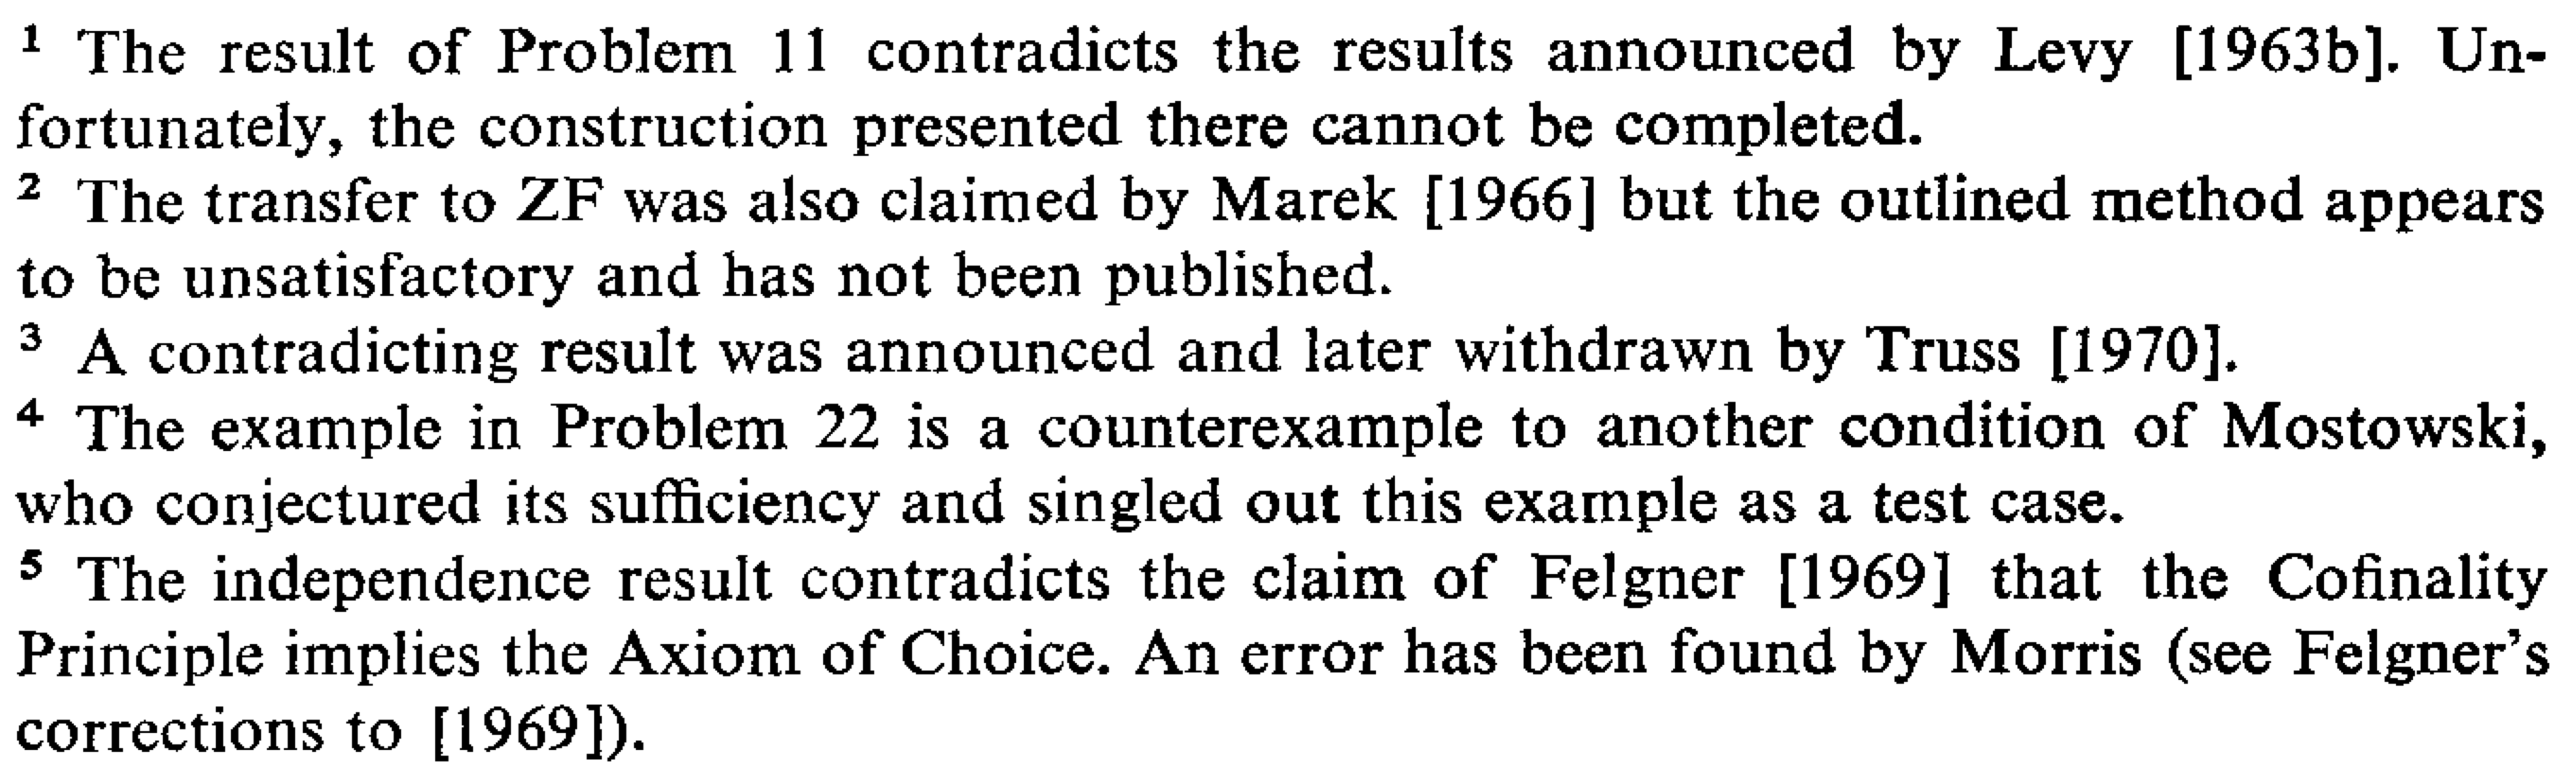 ¹ The result of Problem 11 contradicts the results announced by Levy [1963b]. Un-
fortunately, the construction presented there cannot be completed.
² The transfer to ZF was also claimed by Marek [1966] but the outlined method appears
to be unsatisfactory and has not been published.
³ A contradicting result was announced and later withdrawn by Truss [1970].
⁴ The example in Problem 22 is a counterexample to another condition of Mostowski,
who conjectured its sufficiency and singled out this example as a test case.
⁵ The independence result contradicts the claim of Felgner [1969] that the Cofinality
Principle implies the Axiom of Choice. An error has been found by Morris (see Felgner's
corrections to [1969]).